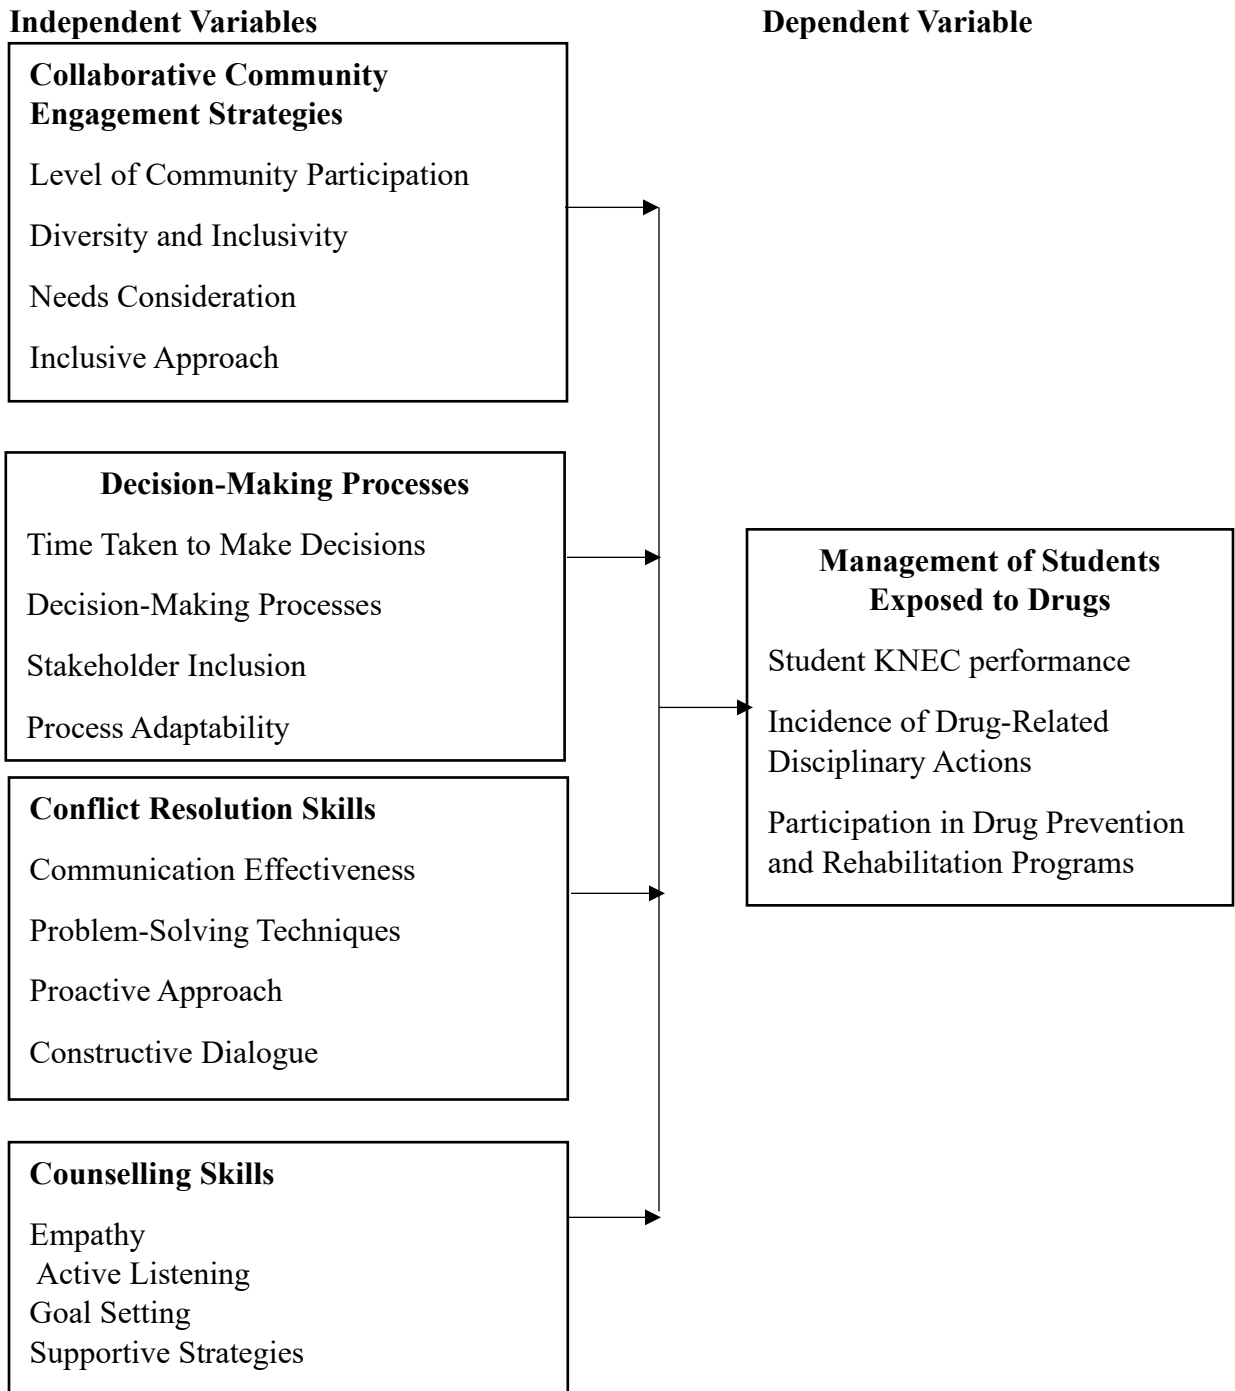 Independent Variables
Dependent Variable
Collaborative Community
Engagement Strategies
Level of Community Participation
Diversity and Inclusivity
Needs Consideration
Inclusive Approach
Decision-Making Processes
Time Taken to Make Decisions
Decision-Making Processes
Stakeholder Inclusion
Process Adaptability
Conflict Resolution Skills
Communication Effectiveness
Problem-Solving Techniques
Proactive Approach
Constructive Dialogue
Counselling Skills
Empathy
Active Listening
Goal Setting
Supportive Strategies
Management of Students
Exposed to Drugs
Student KNEC performance
Incidence of Drug-Related
Disciplinary Actions
Participation in Drug Prevention
and Rehabilitation Programs